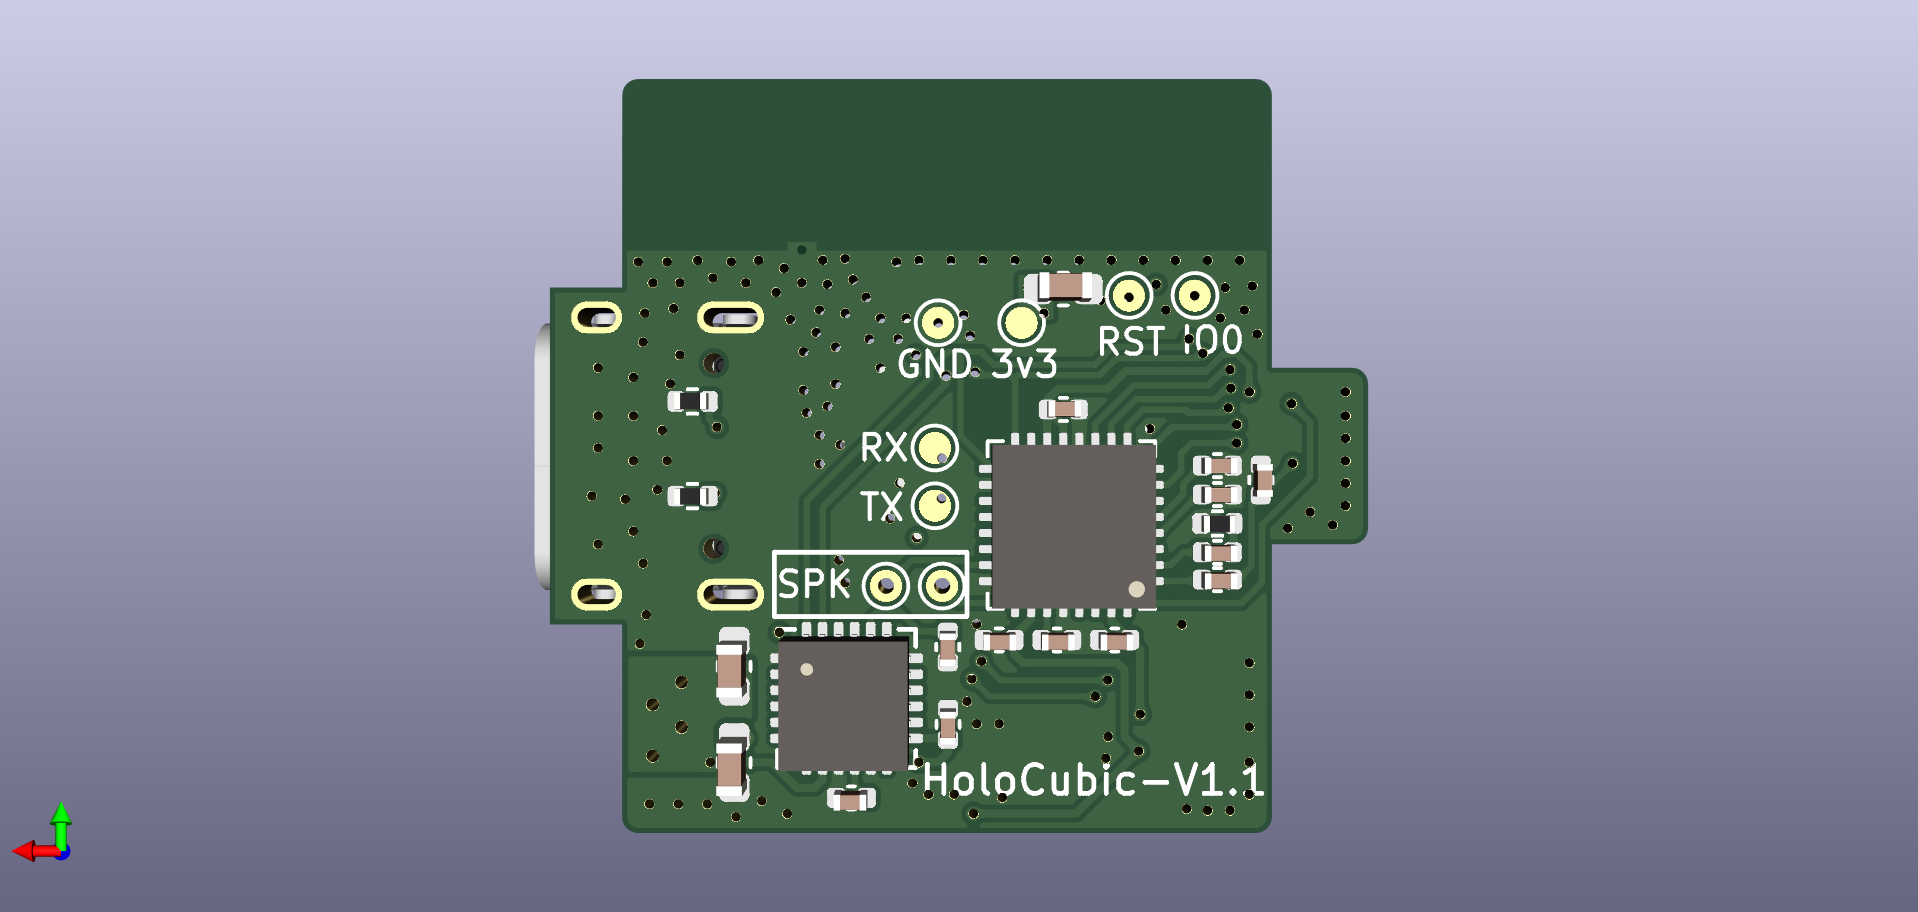 RST IO0
GND 3v3
RX
TX
SPK
HoloCubic-V1.1